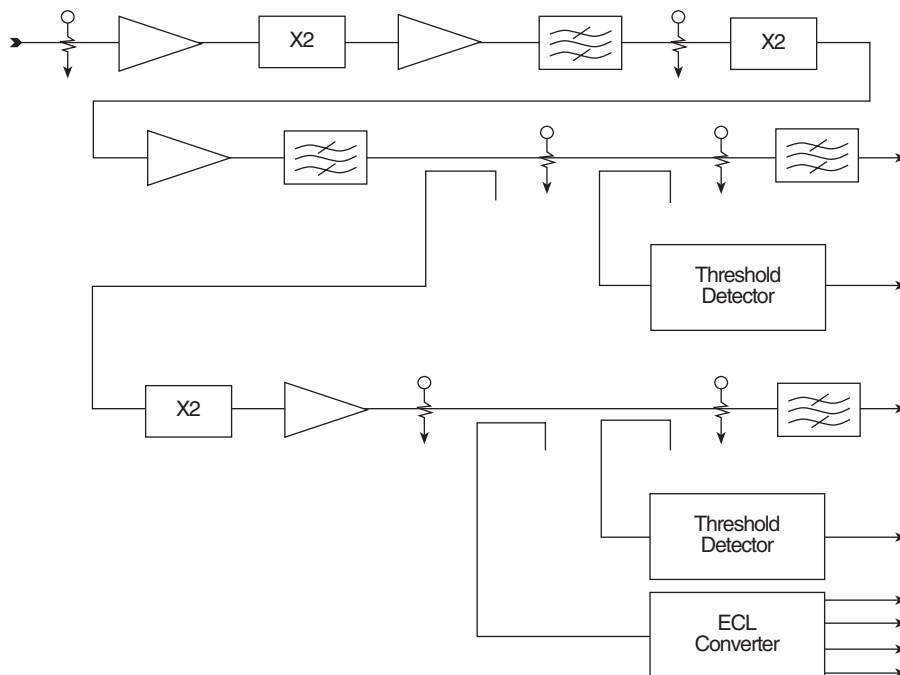 X2
X2
Threshold
Detector
X2
Threshold
Detector
ECL
Converter